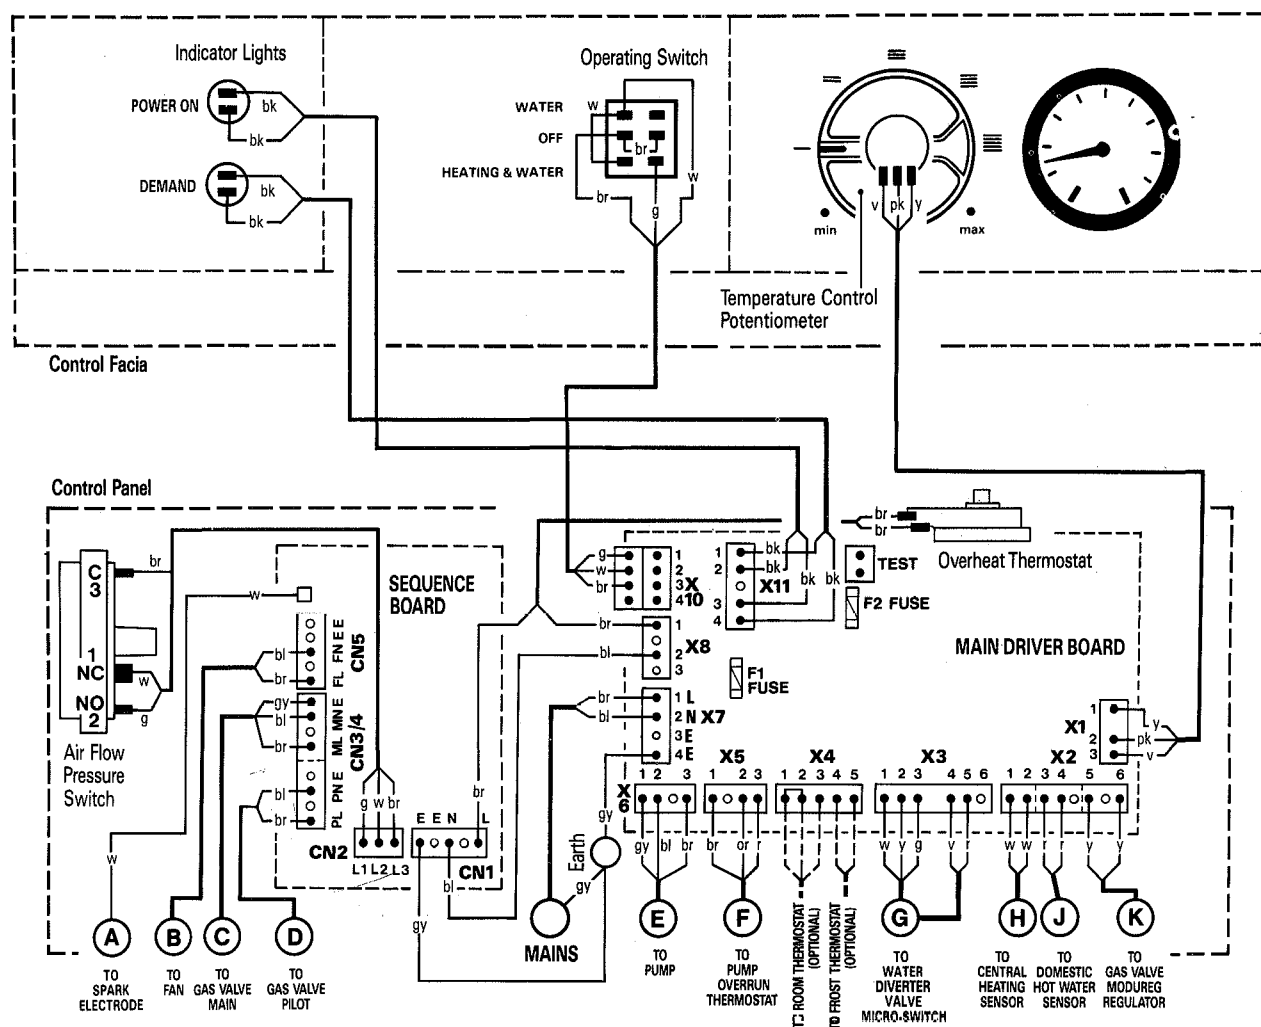 Indicator Lights
Operating Switch
POWER ON
bk
bk
DEMAND
bk
bk
WATER
OFF
HEATING & WATER
w
br
br
g
w
v pk y
min
max
Temperature Control
Potentiometer
Control Facia
Control Panel
br
br
Overheat Thermostat
C
3
1
NC
NO
2
br
w
g
Air Flow
Pressure
Switch
SEQUENCE
BOARD
w
bl
br
FL FN E E
CN5
gy
bl
br
ML MN E
CN3/4
bl
br
PL PN E
g w br
CN2
L1 L2 L3
E E N L
CN1
br
bl
gy
g
w
br
1
2
3
4
X
10
1
2
3
4
bk
bk
bk
bk
X11
TEST
F2 FUSE
MAIN DRIVER BOARD
br
bl
1
2
3
X8
F1
FUSE
br
bl
1 L
2 N
3 E
4 E
X7
1
2
3
X1
y
pk
v
gy
Earth
gy
MAINS
X
6
1 2 3
gy bl br
X5
1 2 3
br or r
X4
1 2 3 4 5
X3
1 2 3 4 5 6
w y g v r
X2
1 2 3 4 5 6
w w r r y y
w
A
TO
SPARK
ELECTRODE
B
TO
FAN
C
TO
GAS VALVE
MAIN
D
TO
GAS VALVE
PILOT
E
TO
PUMP
F
TO
PUMP
OVERRUN
THERMOSTAT
TO ROOM THERMOSTAT
(OPTIONAL)
TO FROST THERMOSTAT
(OPTIONAL)
G
TO
WATER
DIVERTER
VALVE
MICRO-SWITCH
H
TO
CENTRAL
HEATING
SENSOR
J
TO
DOMESTIC
HOT WATER
SENSOR
K
TO
GAS VALVE
MODUREG
REGULATOR